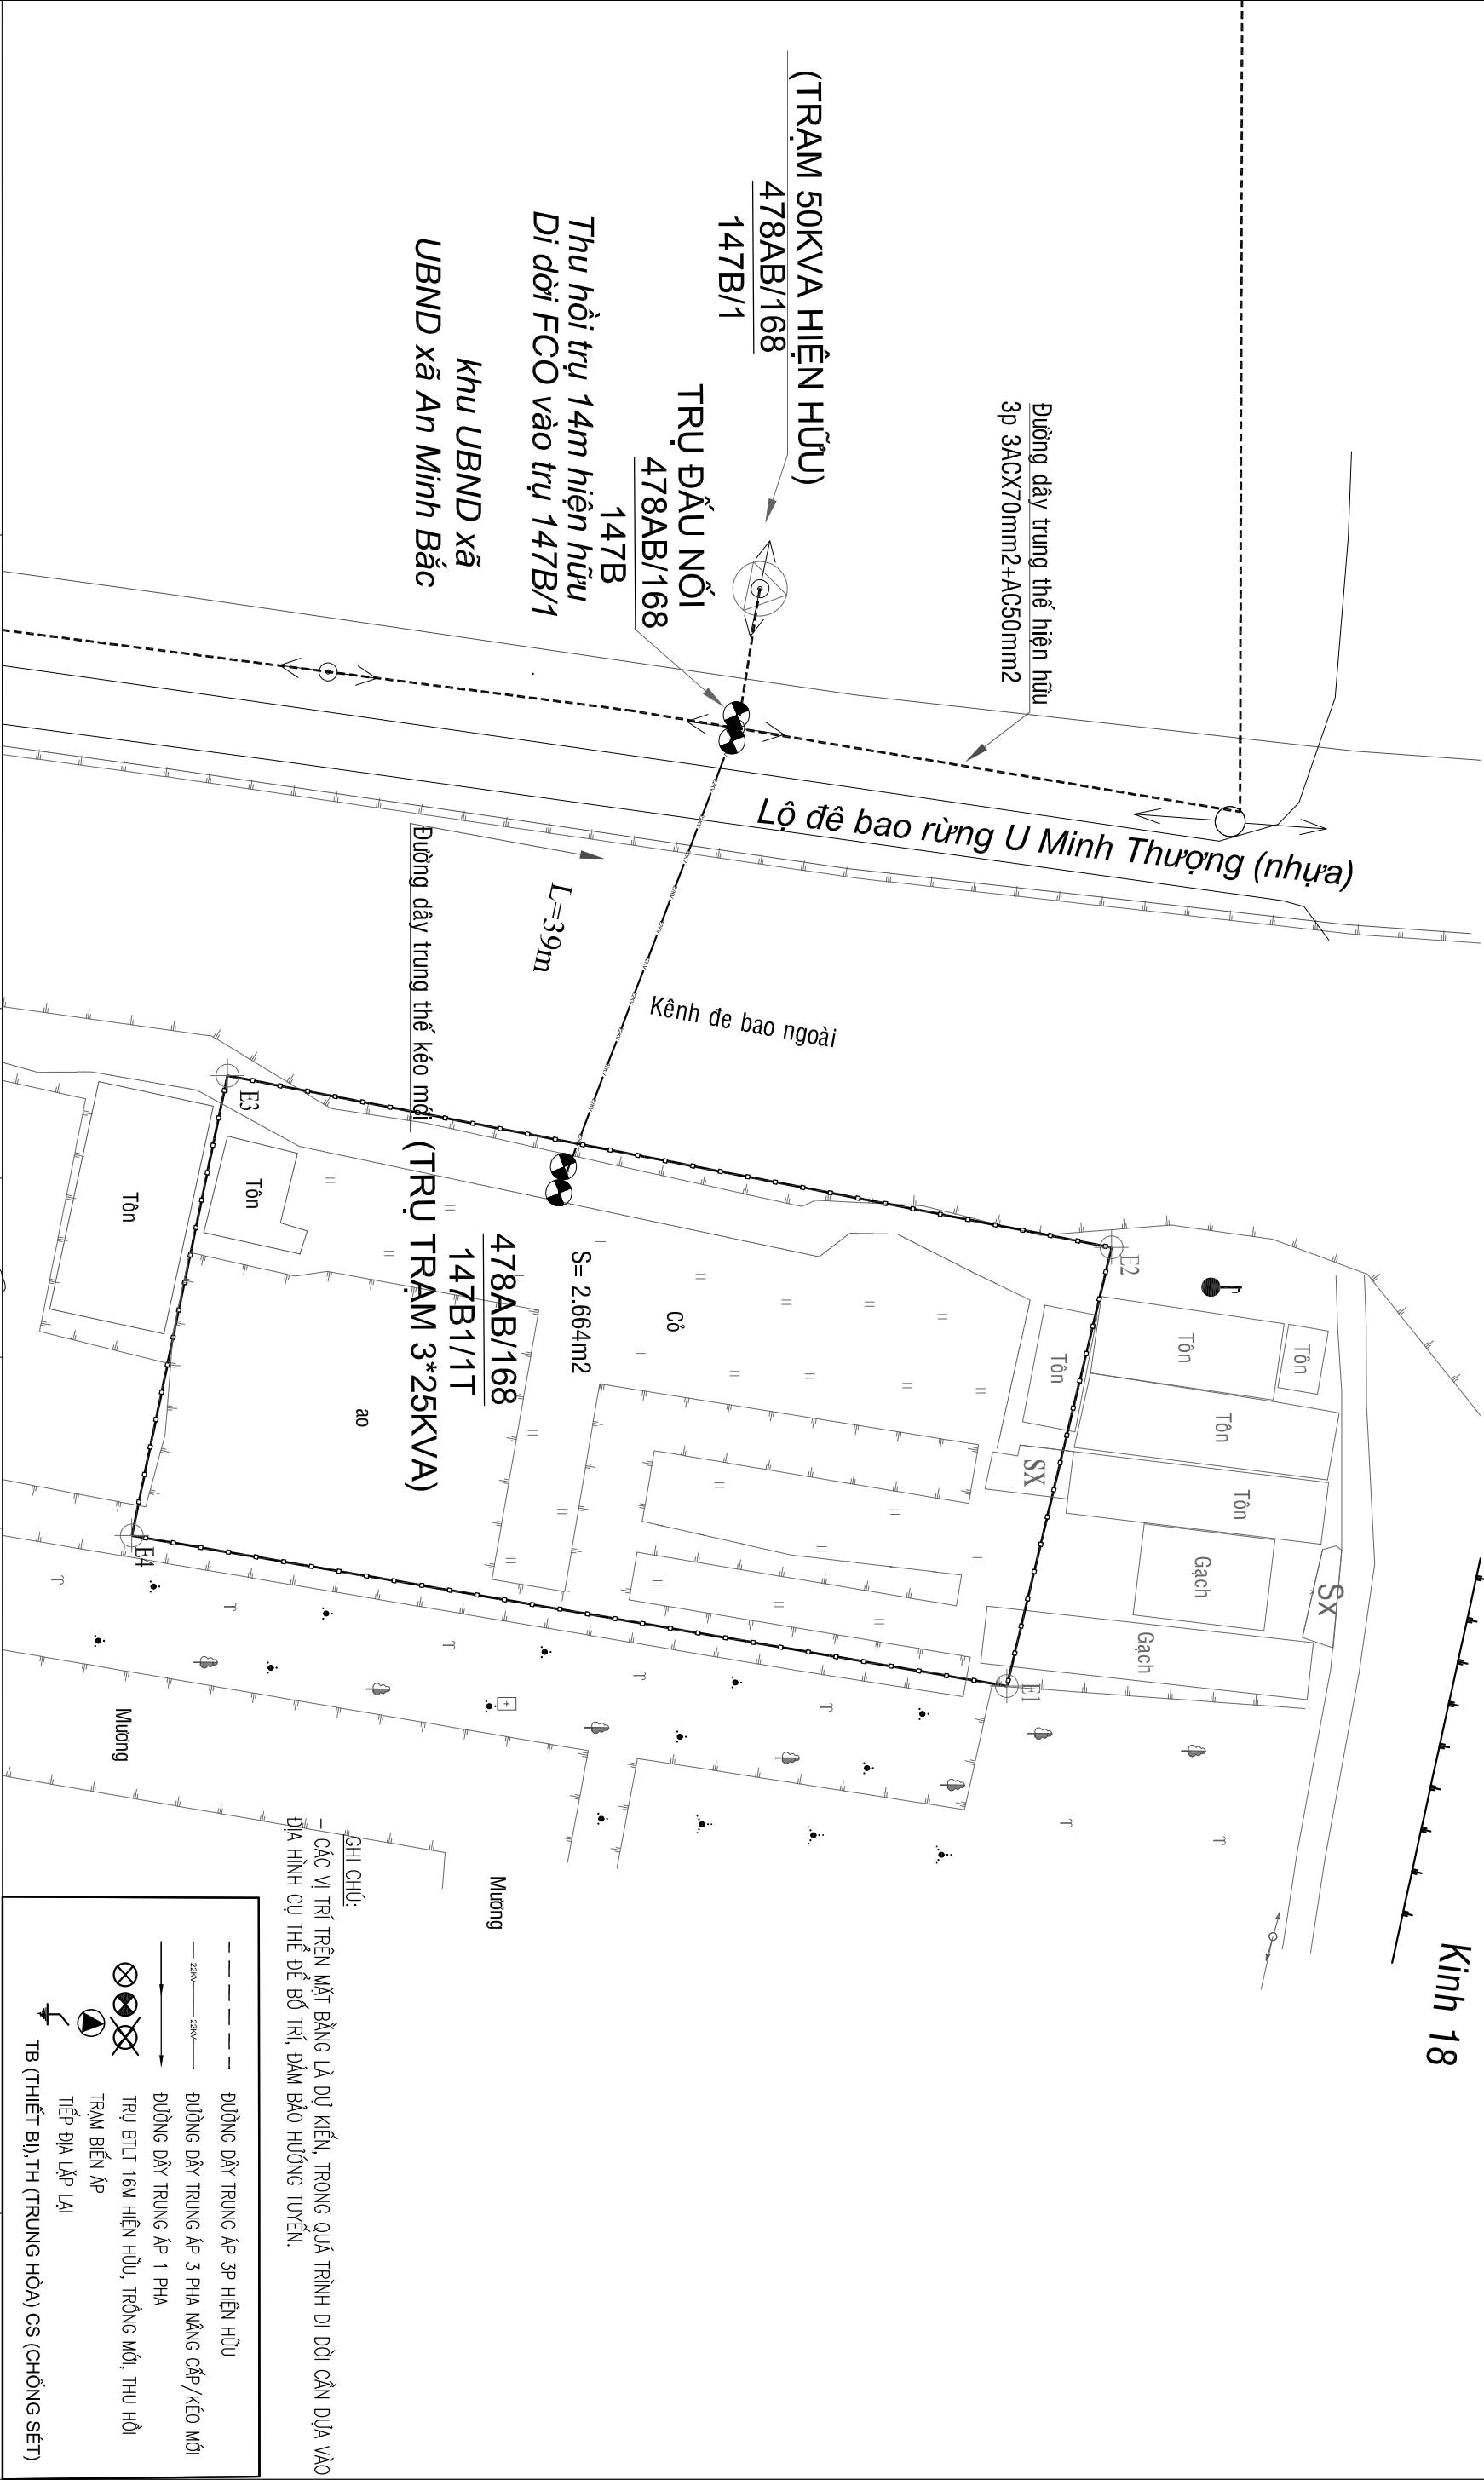 Kinh 18
(TRẠM 50KVA HIỆN HỮU)
478AB/168
147B/1
Đường dây trung thế hiện hữu
3p 3ACX70mm2+AC50mm2
TRỤ ĐẤU NỐI
478AB/168
147B
Thu hồi trụ 14m hiện hữu
Di dời FCO vào trụ 147B/1
khu UBND xã
UBND xã An Minh Bắc
Lộ đê bao rừng U Minh Thượng (nhựa)
Kênh đe bao ngoài
L=39m
Đường dây trung thế kéo mới
E2
Tôn
Tôn
Tôn
Tôn
Tôn
SX
Sx
Gạch
Gạch
E1
Cỏ
S= 2.664m2
478AB/168
147B1/1T
(TRỤ TRẠM 3*25KVA)
ao
E3
Tôn
Tôn
E4
Mương
Mương
GHI CHÚ:
– CÁC VỊ TRÍ TRÊN MẶT BẰNG LÀ DỰ KIẾN, TRONG QUÁ TRÌNH DI DỜI CẦN DỰA VÀO
ĐỊA HÌNH CỤ THỂ ĐỂ BỐ TRÍ, ĐẢM BẢO HƯỚNG TUYẾN.
ĐƯỜNG DÂY TRUNG ÁP 3P HIỆN HỮU
22KV 22KV ĐƯỜNG DÂY TRUNG ÁP 3 PHA NÂNG CẤP/KÉO MỚI
ĐƯỜNG DÂY TRUNG ÁP 1 PHA
TRỤ BTLT 16M HIỆN HỮU, TRỒNG MỚI, THU HỒI
TRẠM BIẾN ÁP
TIẾP ĐỊA LẶP LẠI
TB (THIẾT BỊ),TH (TRUNG HÒA) CS (CHỐNG SÉT)